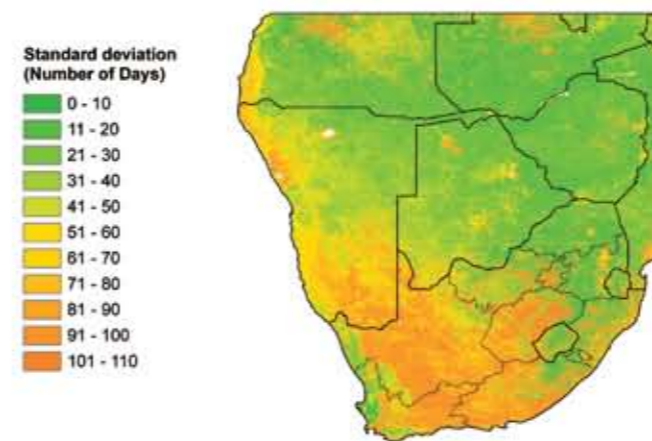 Standard deviation
(Number of Days)
0 - 10
11 - 20
21 - 30
31 - 40
41 - 50
51 - 60
61 - 70
71 - 80
81 - 90
91 - 100
101 - 110